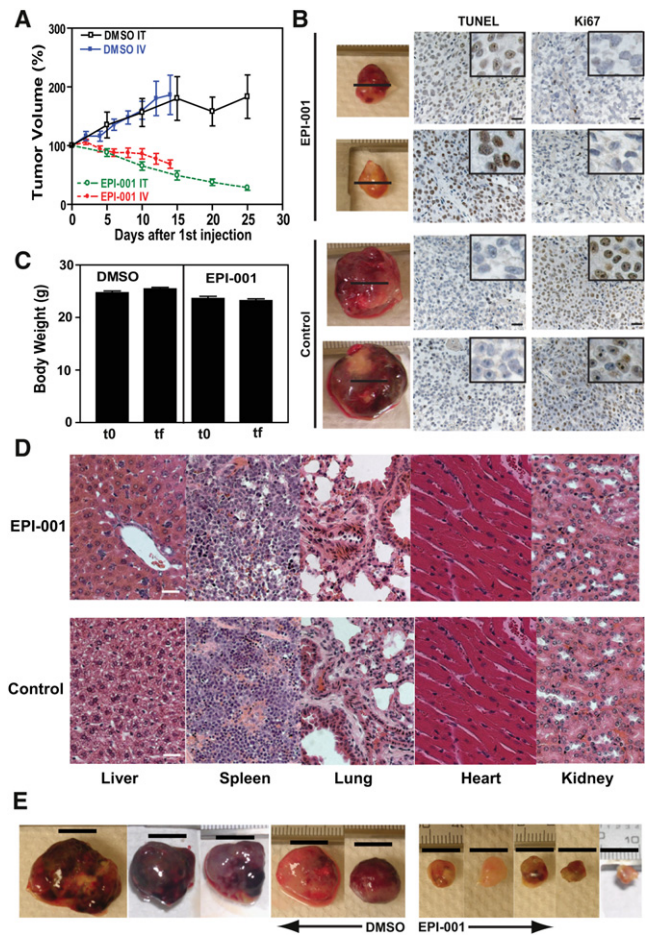 A
DMSO IT
DMSO IV
300
200
100
0
Tumor Volume (%)
EPI-001 IT
EPI-001 IV
0 5 10 15 20 25 30
Days after 1st injection
B
TUNEL Ki67
EPI-001
Control
C
30
20
10
0
Body Weight (g)
DMSO EPI-001
t0 tf t0 tf
D
EPI-001
Control
Liver Spleen Lung Heart Kidney
E
DMSO EPI-001